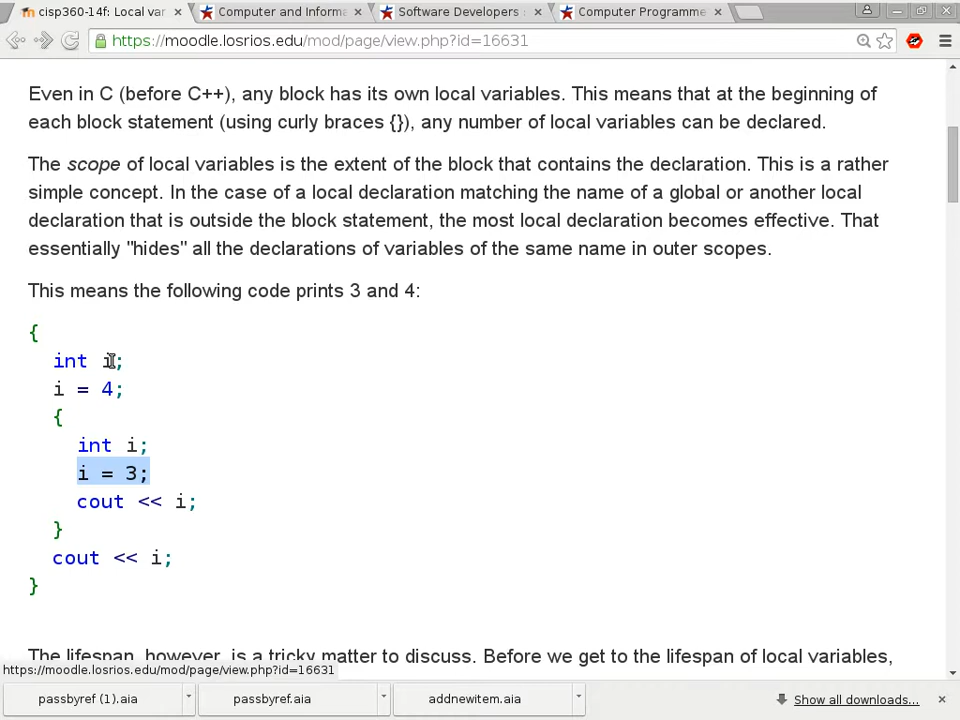 cisp360-14f: Local var
Computer and Inform
Software Developers :
Computer Programme
https://moodle.losrios.edu/mod/page/view.php?id=16631
Even in C (before C++), any block has its own local variables. This means that at the beginning of
each block statement (using curly braces {}), any number of local variables can be declared.
The scope of local variables is the extent of the block that contains the declaration. This is a rather
simple concept. In the case of a local declaration matching the name of a global or another local
declaration that is outside the block statement, the most local declaration becomes effective. That
essentially "hides" all the declarations of variables of the same name in outer scopes.
This means the following code prints 3 and 4:
{
int i;
i = 4;
{
int i;
i = 3;
cout << i;
}
cout << i;
}
The lifespan, however, is a tricky matter to discuss. Before we get to the lifespan of local variables,
https://moodle.losrios.edu/mod/page/view.php?id=16631
passbyref (1).aia
passbyref.aia
addnewitem.aia
Show all downloads...